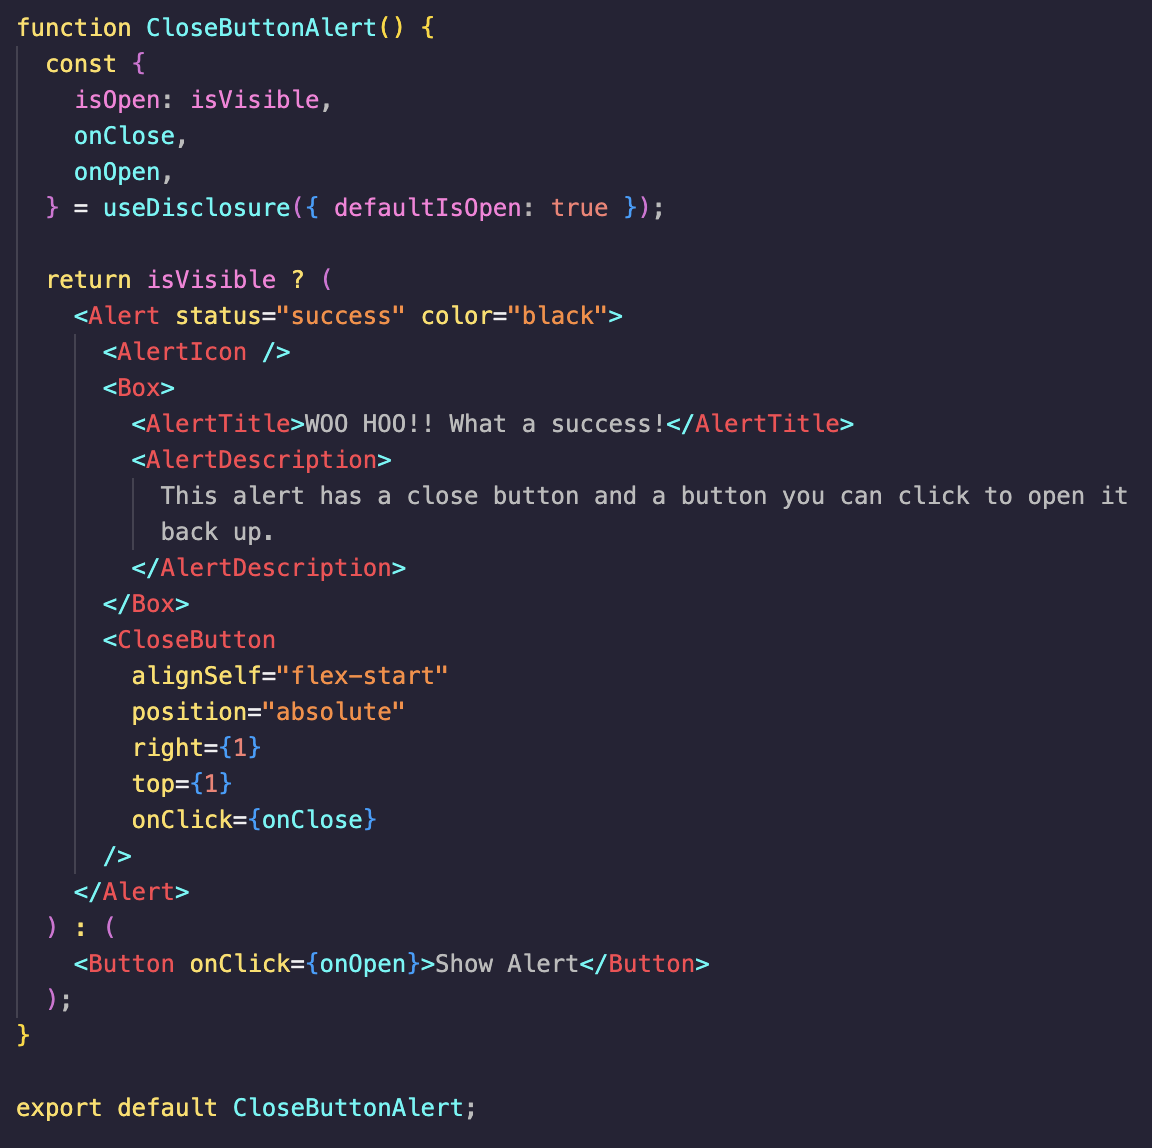 function CloseButtonAlert() {
  const {
    isOpen: isVisible,
    onClose,
    onOpen,
  } = useDisclosure({ defaultIsOpen: true });

  return isVisible ? (
    <Alert status="success" color="black">
      <AlertIcon />
      <Box>
        <AlertTitle>WOO HOO!! What a success!</AlertTitle>
        <AlertDescription>
          This alert has a close button and a button you can click to open it
          back up.
        </AlertDescription>
      </Box>
      <CloseButton
        alignSelf="flex-start"
        position="absolute"
        right={1}
        top={1}
        onClick={onClose}
      />
    </Alert>
  ) : (
    <Button onClick={onOpen}>Show Alert</Button>
  );
}

export default CloseButtonAlert;